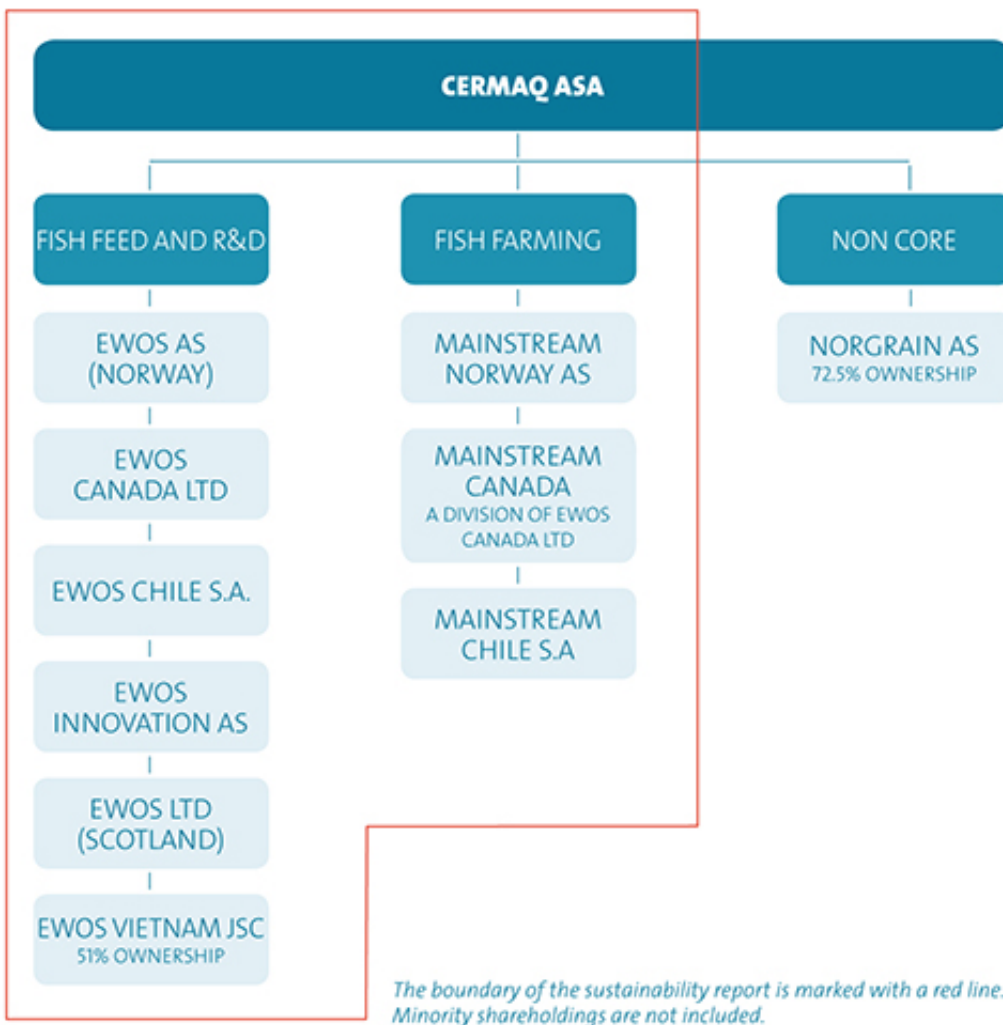 CERMAQ ASA
FISH FEED AND R&D
EWOS AS
(NORWAY)
EWOS
CANADA LTD
EWOS CHILE S.A.
EWOS
INNOVATION AS
EWOS LTD
(SCOTLAND)
EWOS VIETNAM JSC
51% OWNERSHIP
FISH FARMING
MAINSTREAM
NORWAY AS
MAINSTREAM
CANADA
A DIVISION OF EWOS
CANADA LTD
MAINSTREAM
CHILE S.A
NON CORE
NORGRAIN AS
72.5% OWNERSHIP
The boundary of the sustainability report is marked with a red line.
Minority shareholdings are not included.